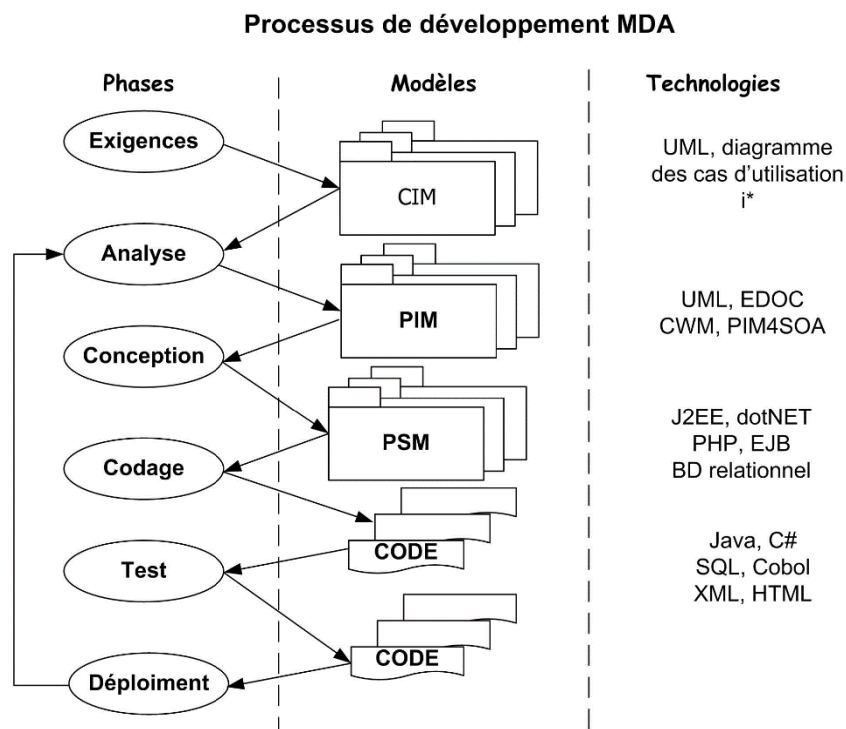 Processus de développement MDA
Phases
Modèles
Technologies
Exigences
CIM
UML, diagramme
des cas d'utilisation
i*
Analyse
PIM
UML, EDOC
CWM, PIM4SOA
Conception
PSM
J2EE, dotNET
PHP, EJB
BD relationnel
Codage
CODE
Java, C#
SQL, Cobol
XML, HTML
Test
CODE
Déploiment